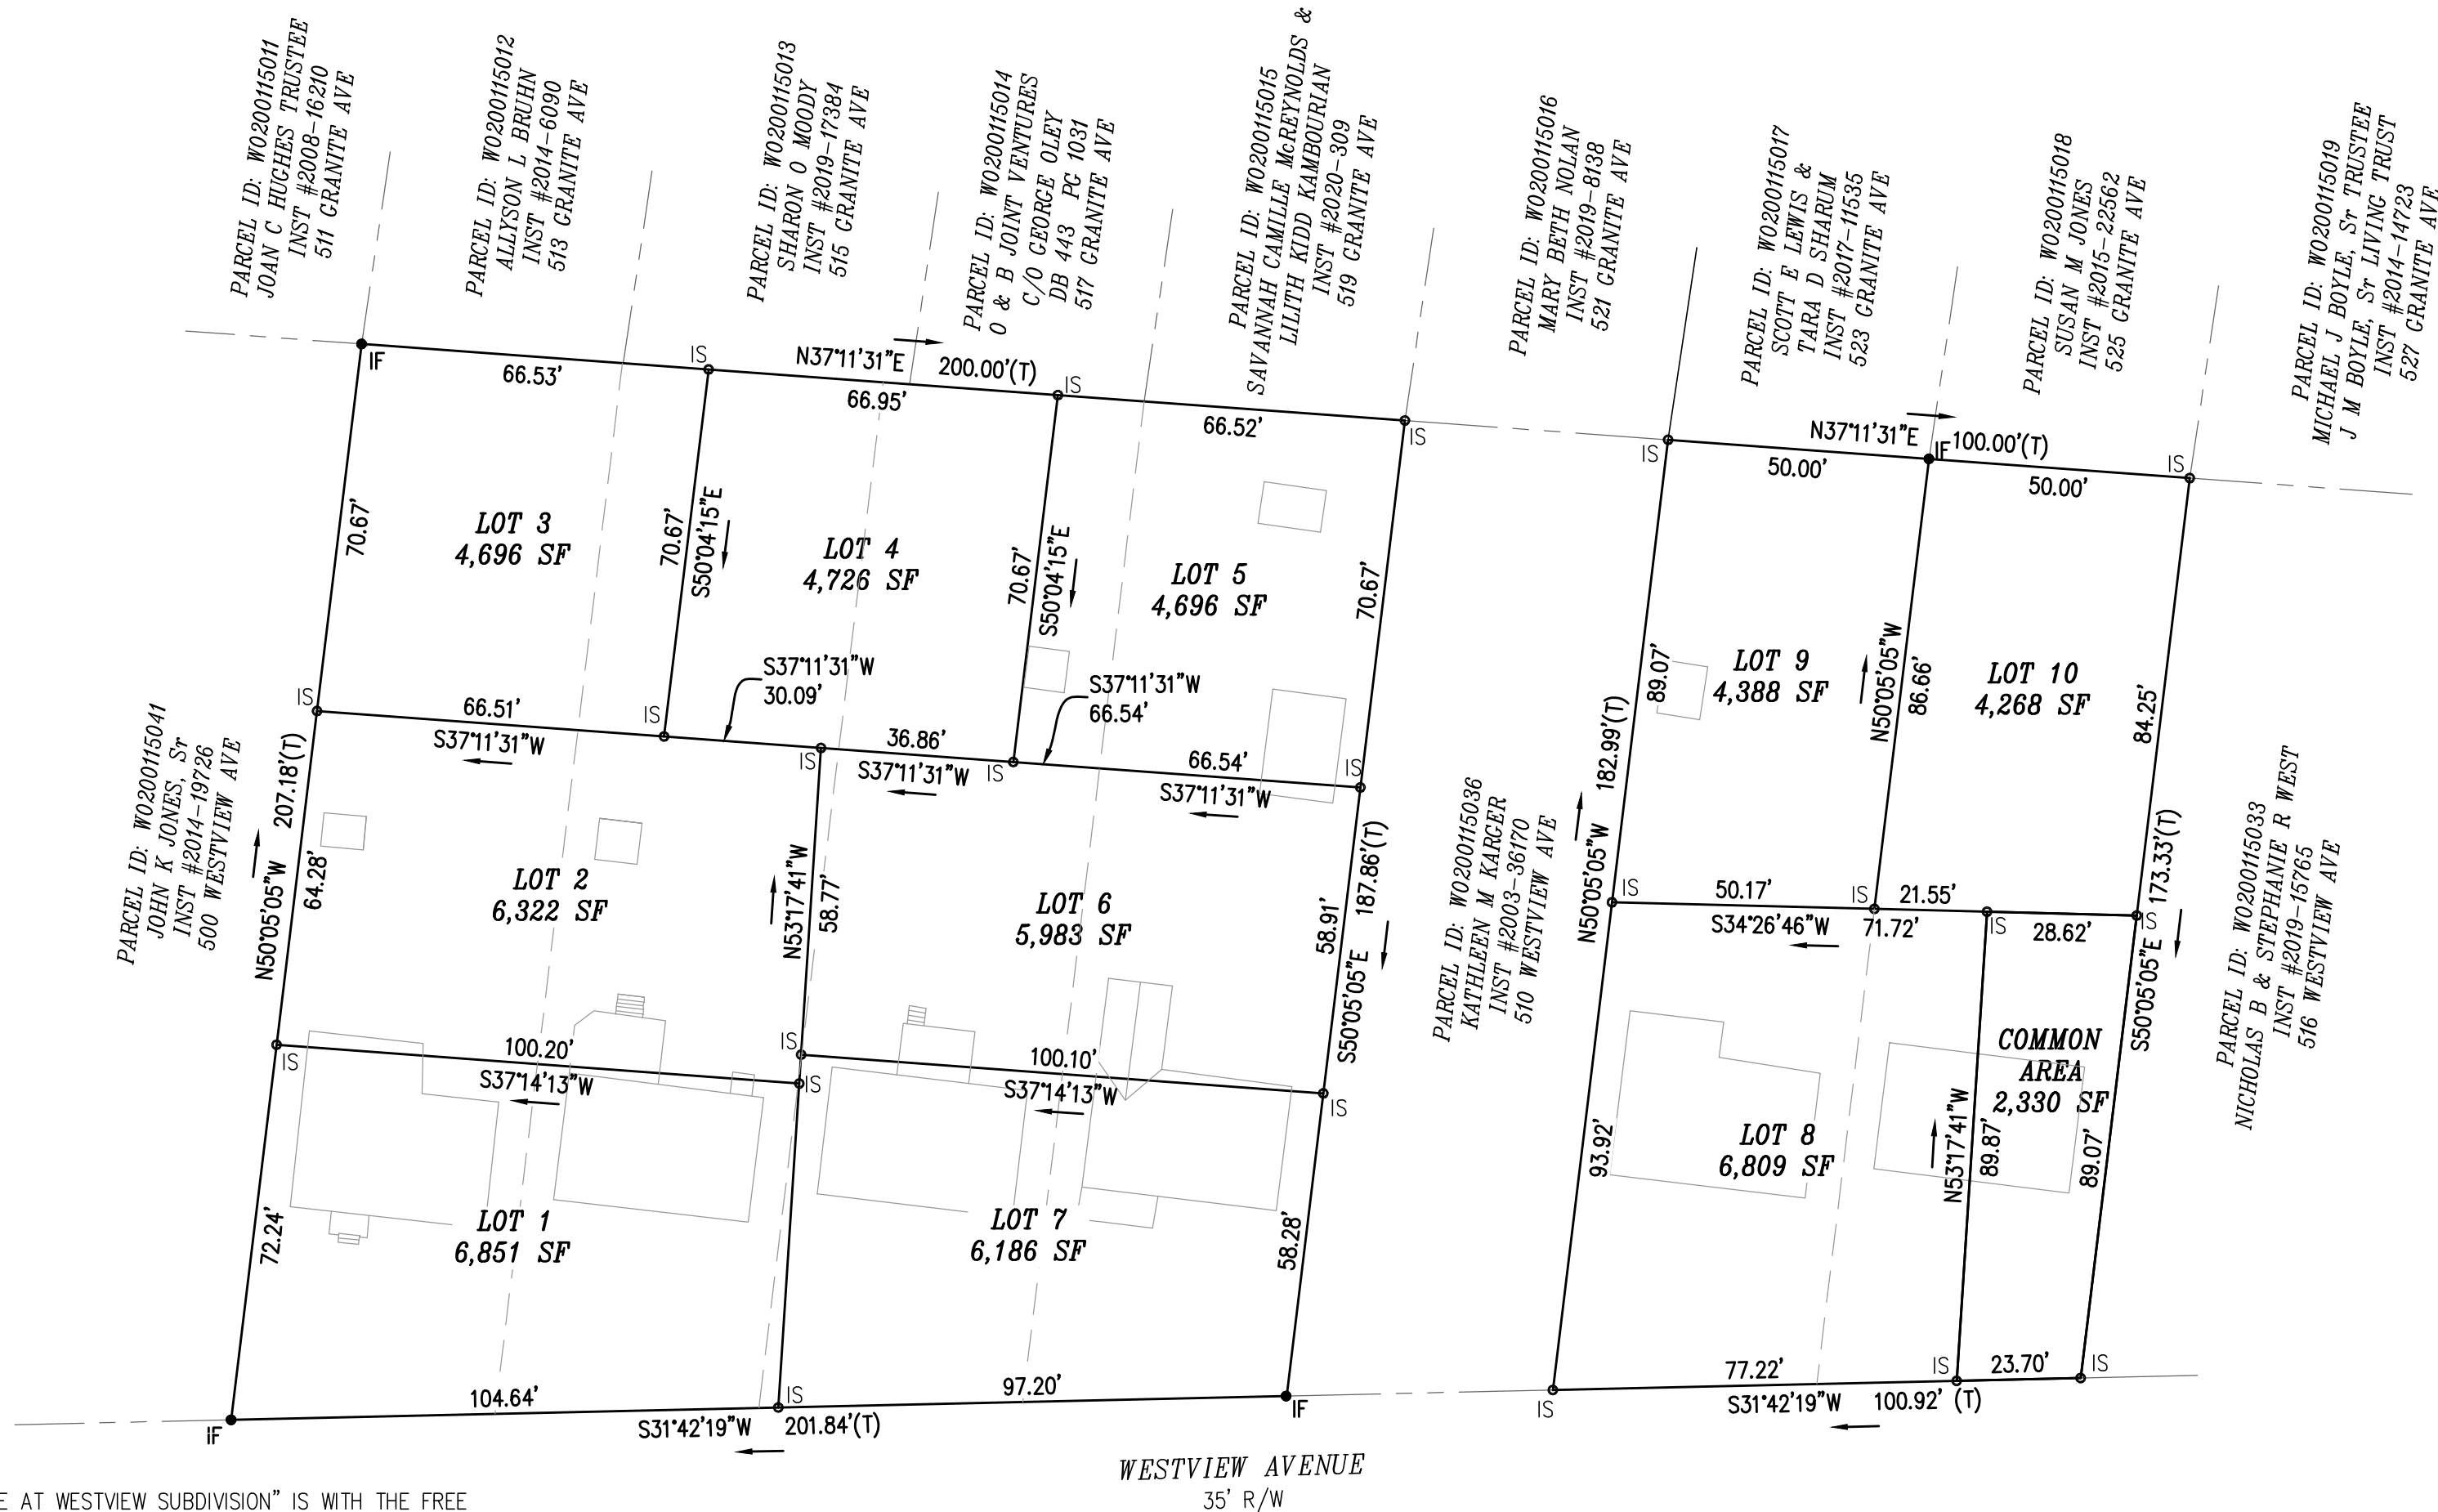 PARCEL ID: W0200115011
JOAN C HUGHES TRUSTEE
INST #2008-16210
511 GRANITE AVE
PARCEL ID: W0200115012
ALLYSON L BRUHN
INST #2014-6090
513 GRANITE AVE
PARCEL ID: W0200115013
SHARON O MOODY
INST #2019-17384
515 GRANITE AVE
PARCEL ID: W0200115014
O & B JOINT VENTURES
C/O GEORGE OLEY
DB 443 PG 1031
517 GRANITE AVE
PARCEL ID: W0200115015
SAVANNAH CAMILLE McREYNOLDS &
LILITH KIDD KAMBOURIAN
INST #2020-309
519 GRANITE AVE
PARCEL ID: W0200115016
MARY BETH NOLAN
INST #2019-8138
521 GRANITE AVE
PARCEL ID: W0200115017
SCOTT E LEWIS &
TARA D SHARUM
INST #2017-11535
523 GRANITE AVE
PARCEL ID: W0200115018
SUSAN M JONES
INST #2015-22562
525 GRANITE AVE
PARCEL ID: W0200115019
MICHAEL J BOYLE, Sr TRUSTEE
J M BOYLE, Sr LIVING TRUST
INST #2014-14723
527 GRANITE AVE
IF
66.53'
IS
N37°11'31"E 200.00'(T)
66.95'
IS
66.52'
IS
IS
N37°11'31"E
IF
100.00'(T)
50.00'
50.00'
IS
70.67'
LOT 3
4,696 SF
70.67'
S50°04'15"E
LOT 4
4,726 SF
70.67'
S50°04'15"E
LOT 5
4,696 SF
70.67'
89.07'
LOT 9
4,388 SF
N50°05'05"W
86.66'
LOT 10
4,268 SF
84.25'
IS
66.51'
S37°11'31"W
IS
S37°11'31"W
30.09'
IS
36.86'
S37°11'31"W
IS
S37°11'31"W
66.54'
66.54'
S37°11'31"W
IS
PARCEL ID: W0200115041
JOHN K JONES, Sr
INST #2014-19726
500 WESTVIEW AVE
N50°05'05"W 207.18'(T)
64.28'
LOT 2
6,322 SF
N53°17'41"W
58.77'
LOT 6
5,983 SF
58.91'
S50°05'05"E 187.86'(T)
PARCEL ID: W0200115036
KATHLEEN M KARGER
INST #2003-36170
510 WESTVIEW AVE
N50°05'05"W 182.99'(T)
IS
50.17'
IS
21.55'
S34°26'46"W 71.72'
IS
28.62'
IS
S50°05'05"E 173.33'(T)
PARCEL ID: W0200115033
NICHOLAS B & STEPHANIE R WEST
INST #2019-15765
516 WESTVIEW AVE
IS
100.20'
S37°14'13"W
IS
IS
100.10'
S37°14'13"W
IS
72.24'
LOT 1
6,851 SF
LOT 7
6,186 SF
58.28'
93.92'
LOT 8
6,809 SF
N53°17'41"W
89.87'
COMMON
AREA
2,330 SF
89.07'
IF
104.64'
IS
97.20'
S31°42'19"W 201.84'(T)
IF
IS
77.22'
IS
23.70'
IS
S31°42'19"W 100.92' (T)
WESTVIEW AVENUE
35' R/W
E AT WESTVIEW SUBDIVISION" IS WITH THE FREE